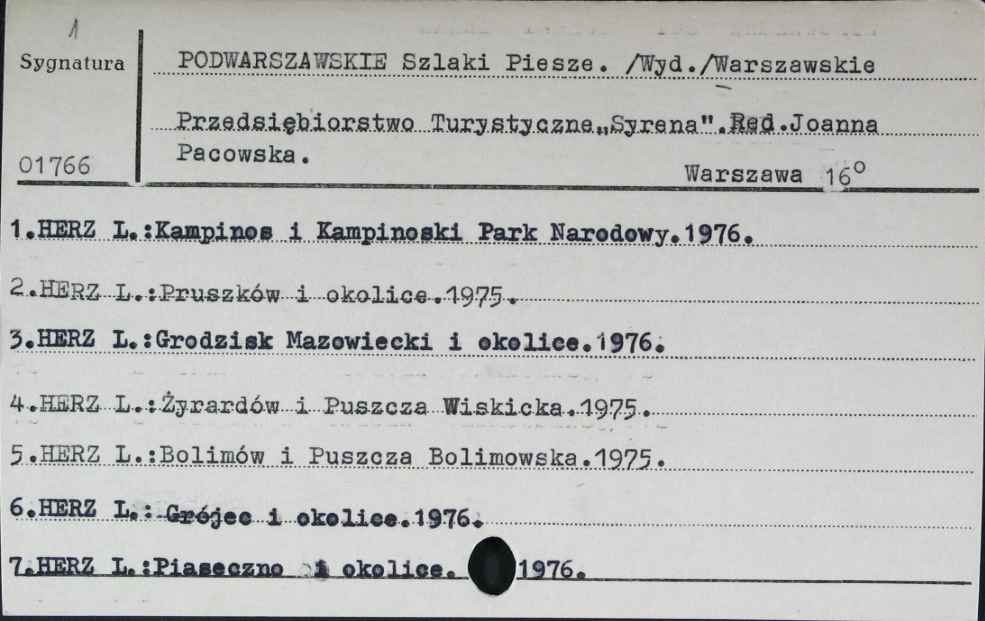 1
Sygnatura
PODWARSZAWSKIE Szlaki Piesze. /Wyd./Warszawskie
Przedsiębiorstwo Turystyczne„Syrena".Red.Joanna
Pacowska.
01766
Warszawa 16°
1.HERZ L.:Kampinos i Kampinoski Park Narodowy.1976.
2.HERZ L.:Pruszków i okolice.1975.
3.HERZ L.:Grodzisk Mazowiecki i okolice.1976.
4.HERZ L.:Żyrardów i Puszcza Wiskicka.1975.
5.HERZ L.:Bolimów i Puszcza Bolimowska.1975.
6.HERZ L.: Grójec i okolice.1976.
7.HERZ L.:Piaseczno i okolice. 1976.